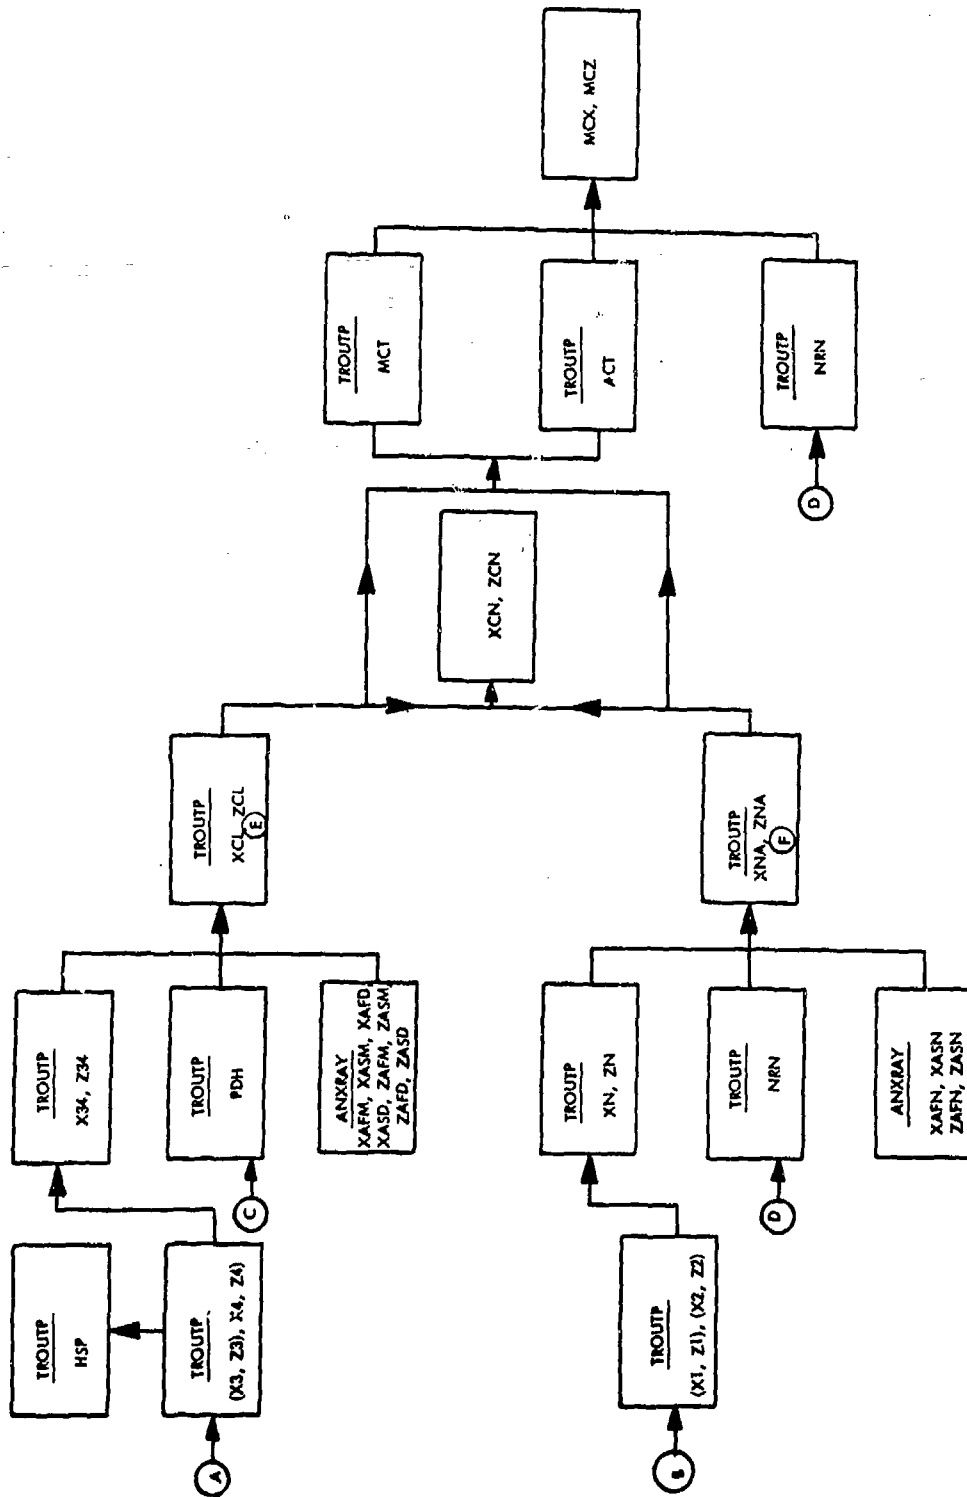 A
TROUTP
HSP
TROUTP
(X3, Z3), X4, Z4)
TROUTP
X34, Z34
C
TROUTP
PDH
ANXRAY
XAFM, XASM, XAFD
XASD, ZAFM, ZASM,
ZAFD, ZASD
TROUTP
XCL, ZCL
E
B
TROUTP
(X1, Z1), (X2, Z2)
TROUTP
XN, ZN
D
TROUTP
NRN
ANXRAY
XAFN, XASN
ZAFN, ZASN
TROUTP
XNA, ZNA
F
XCN, ZCN
TROUTP
MCT
TROUTP
ACT
D
TROUTP
NRN
MCX, MCZ